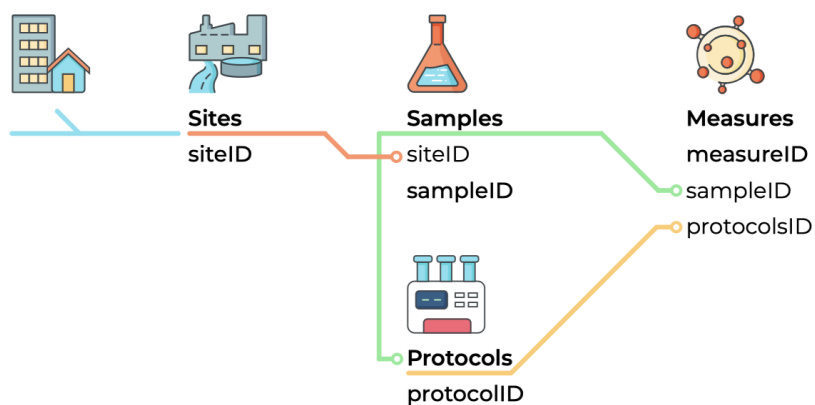 Sites
siteID
Samples
siteID
sampleID
Measures
measureID
sampleID
protocolsID
Protocols
protocolID